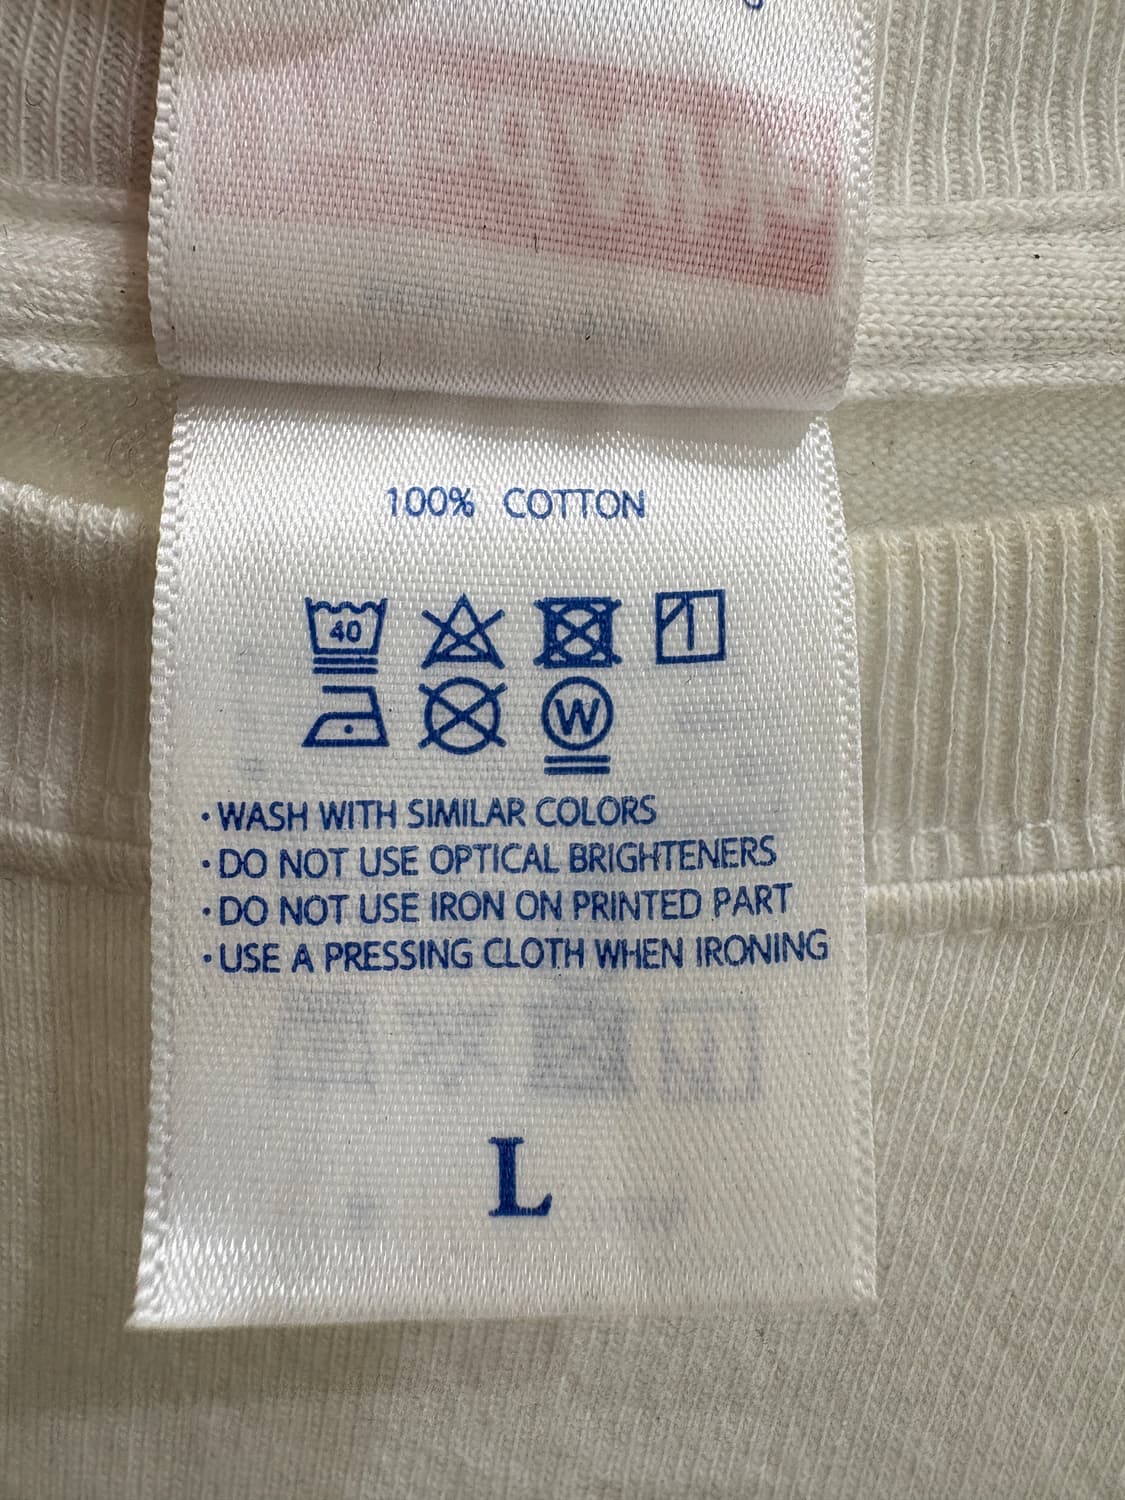 100% COTTON
40
W
• WASH WITH SIMILAR COLORS
• DO NOT USE OPTICAL BRIGHTENERS
• DO NOT USE IRON ON PRINTED PART
• USE A PRESSING CLOTH WHEN IRONING
L